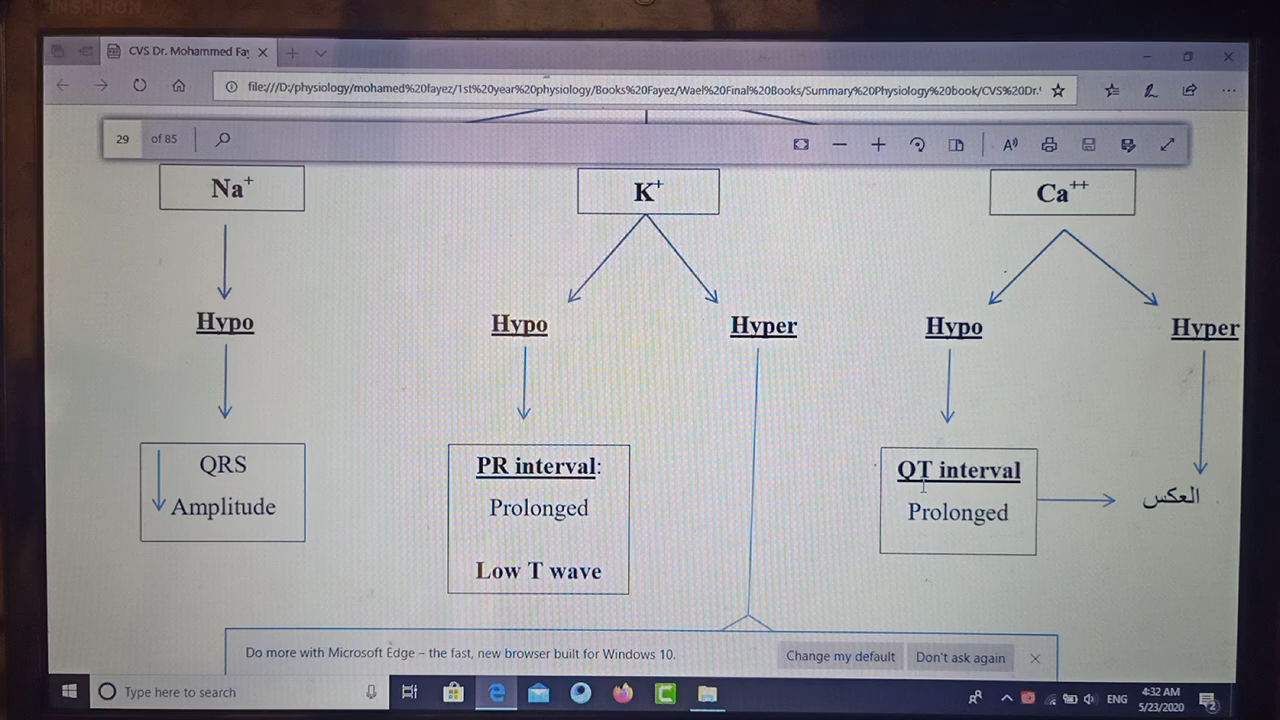 INSPIRON
CVS Dr. Mohammed Fay
file:///D:/physiology/mohamed%20fayez/1st%20year%20physiology/Books%20Fayez/Wael%20Final%20Books/Summary%20Physiology%20book/CVS%20Dr.
29 of 85
Na+
K+
Ca++
Hypo
Hypo
Hyper
Hypo
Hyper
QRS
Amplitude
PR interval:
Prolonged
Low T wave
QT interval
Prolonged
العكس
Do more with Microsoft Edge – the fast, new browser built for Windows 10.
Change my default
Don't ask again
Type here to search
ENG
4:32 AM
5/23/2020
2